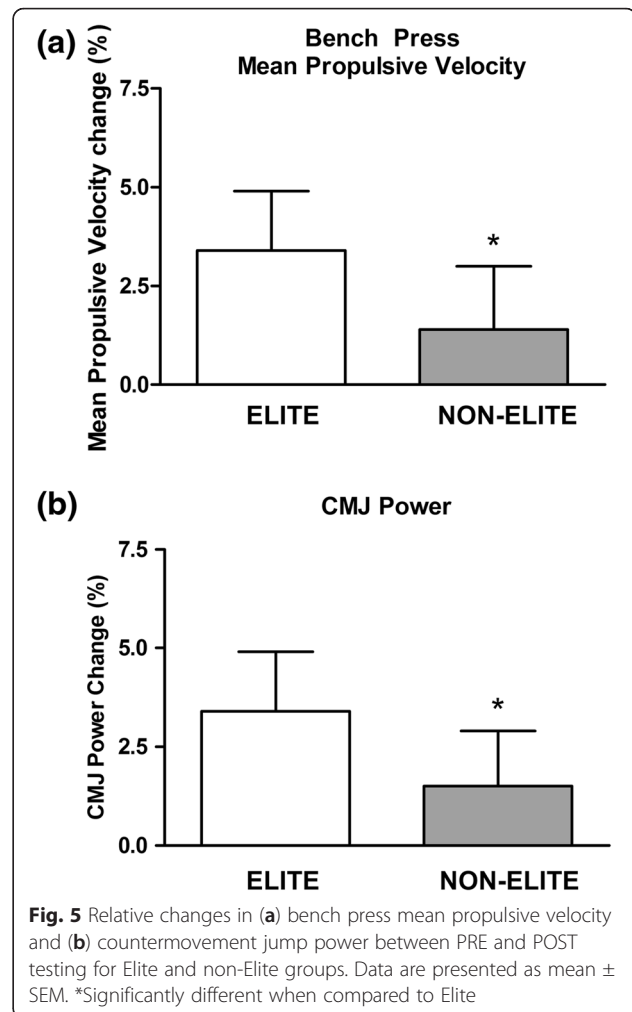 (a)
Bench Press
Mean Propulsive Velocity
Mean Propulsive Velocity change (%)
7.5
5.0
2.5
0.0
*
ELITE NON-ELITE
(b)
CMJ Power
CMJ Power Change (%)
7.5
5.0
2.5
0.0
*
ELITE NON-ELITE
Fig. 5 Relative changes in (a) bench press mean propulsive velocity
and (b) countermovement jump power between PRE and POST
testing for Elite and non-Elite groups. Data are presented as mean ±
SEM. *Significantly different when compared to Elite